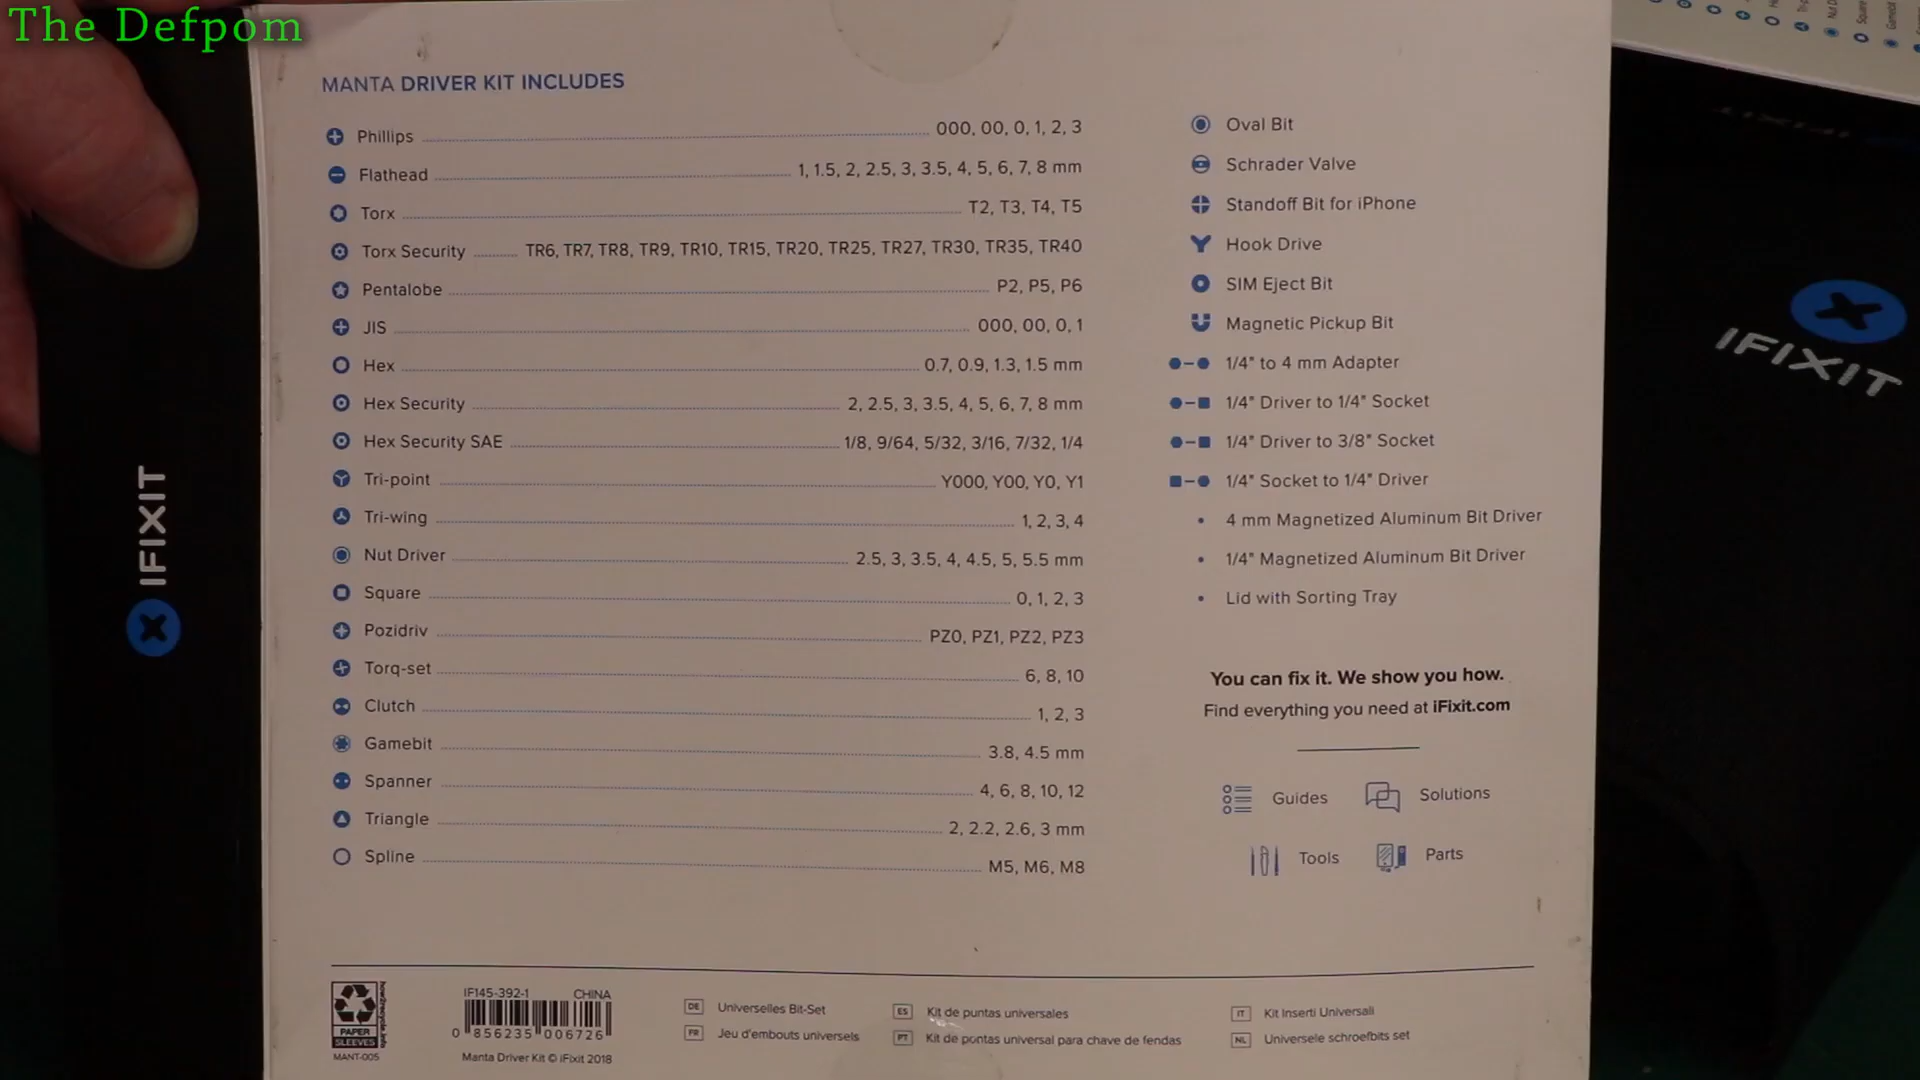 The Defpom
MANTA DRIVER KIT INCLUDES
Phillips 000, 00, 0, 1, 2, 3
Flathead 1, 1.5, 2, 2.5, 3, 3.5, 4, 5, 6, 7, 8 mm
Torx T2, T3, T4, T5
Torx Security TR6, TR7, TR8, TR9, TR10, TR15, TR20, TR25, TR27, TR30, TR35, TR40
Pentalobe P2, P5, P6
JIS 000, 00, 0, 1
Hex 0.7, 0.9, 1.3, 1.5 mm
Hex Security 2, 2.5, 3, 3.5, 4, 5, 6, 7, 8 mm
Hex Security SAE 1/8, 9/64, 5/32, 3/16, 7/32, 1/4
Tri-point Y000, Y00, Y0, Y1
Tri-wing 1, 2, 3, 4
Nut Driver 2.5, 3, 3.5, 4, 4.5, 5, 5.5 mm
Square 0, 1, 2, 3
Pozidriv PZ0, PZ1, PZ2, PZ3
Torq-set 6, 8, 10
Clutch 1, 2, 3
Gamebit 3.8, 4.5 mm
Spanner 4, 6, 8, 10, 12
Triangle 2, 2.2, 2.6, 3 mm
Spline M5, M6, M8
Oval Bit
Schrader Valve
Standoff Bit for iPhone
Hook Drive
SIM Eject Bit
Magnetic Pickup Bit
1/4" to 4 mm Adapter
1/4" Driver to 1/4" Socket
1/4" Driver to 3/8" Socket
1/4" Socket to 1/4" Driver
• 4 mm Magnetized Aluminum Bit Driver
• 1/4" Magnetized Aluminum Bit Driver
• Lid with Sorting Tray
You can fix it. We show you how.
Find everything you need at iFixit.com
Guides Solutions
Tools Parts
IFIXIT
IFIXIT
IFIXIT
how2recycle.info
PAPER
SLEEVES
MANT-005
IF145-392-1 CHINA
0 856235 006726
Manta Driver Kit © iFixit 2018
DE Universelles Bit-Set
FR Jeu d'embouts universels
ES Kit de puntas universales
PT Kit de pontas universal para chave de fendas
IT Kit Inserti Universali
NL Universele schroefbits set